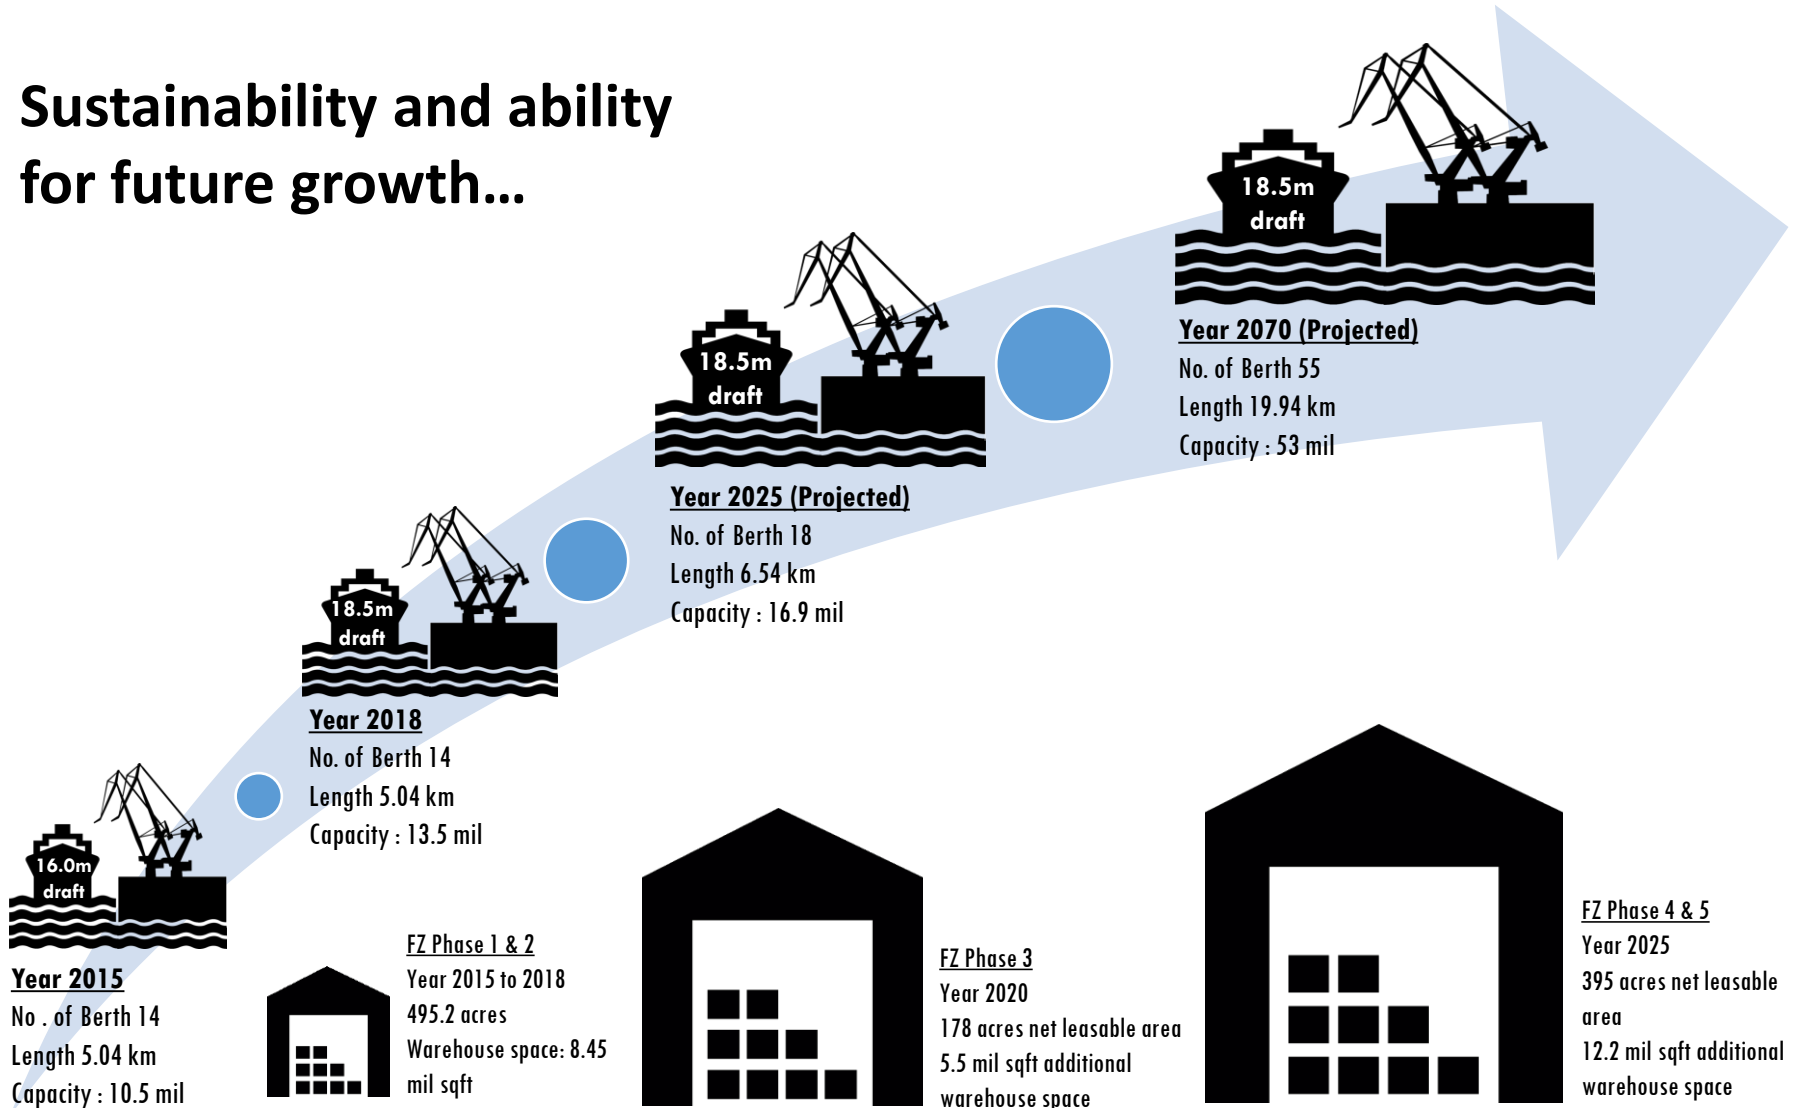 Sustainability and ability
for future growth...
18.5m
draft
Year 2070 (Projected)
No. of Berth 55
Length 19.94 km
Capacity : 53 mil
18.5m
draft
Year 2025 (Projected)
No. of Berth 18
Length 6.54 km
Capacity : 16.9 mil
18.5m
draft
Year 2018
No. of Berth 14
Length 5.04 km
Capacity : 13.5 mil
16.0m
draft
Year 2015
No . of Berth 14
Length 5.04 km
Capacity : 10.5 mil
FZ Phase 1 & 2
Year 2015 to 2018
495.2 acres
Warehouse space: 8.45
mil sqft
FZ Phase 3
Year 2020
178 acres net leasable area
5.5 mil sqft additional
warehouse space
FZ Phase 4 & 5
Year 2025
395 acres net leasable
area
12.2 mil sqft additional
warehouse space